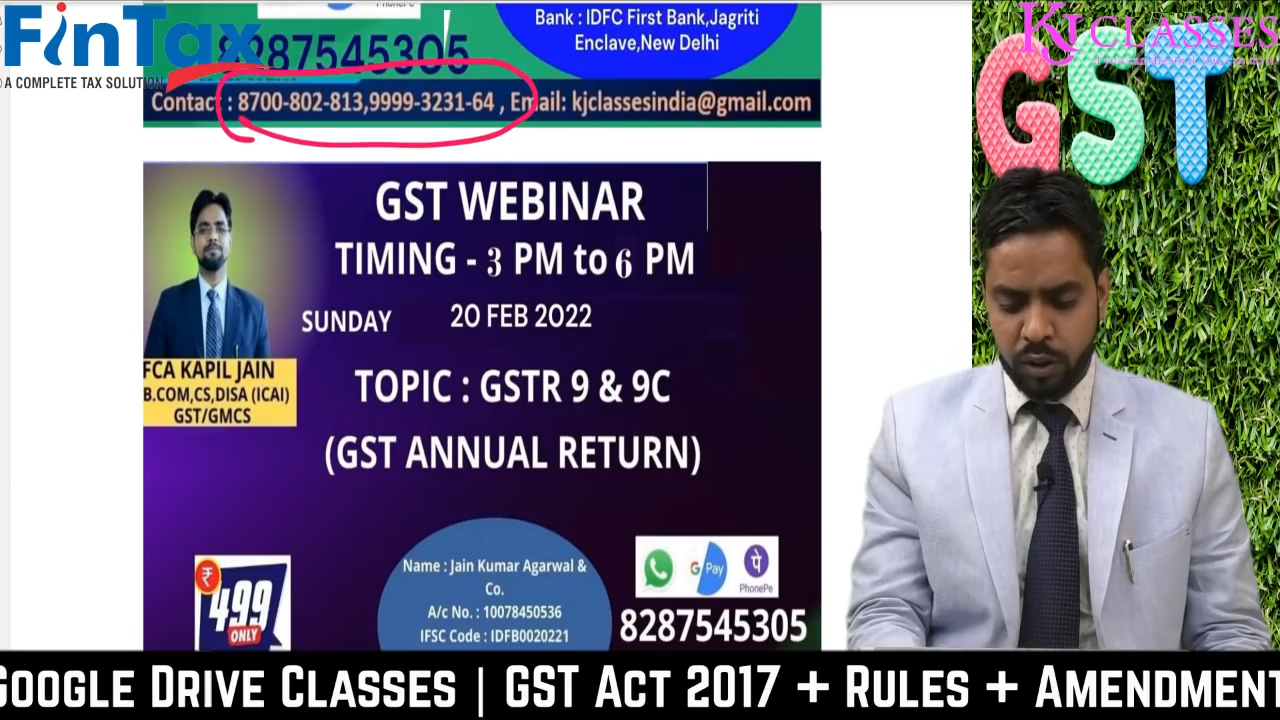 FinTax
A COMPLETE TAX SOLUTION
KJ CLASSES
GST
Bank : IDFC First Bank,Jagriti
Enclave,New Delhi
8287545305
Contact : 8700-802-813,9999-3231-64 , Email: kjclassesindia@gmail.com
GST WEBINAR
TIMING - 3 PM to 6 PM
SUNDAY 20 FEB 2022
FCA KAPIL JAIN
B.COM,CS,DISA (ICAI)
GST/GMCS
TOPIC : GSTR 9 & 9C
(GST ANNUAL RETURN)
₹ 499
ONLY
Name : Jain Kumar Agarwal &
Co.
A/c No. : 10078450536
IFSC Code : IDFB0020221
G Pay
PhonePe
8287545305
GOOGLE DRIVE CLASSES | GST ACT 2017 + RULES + AMENDMENT